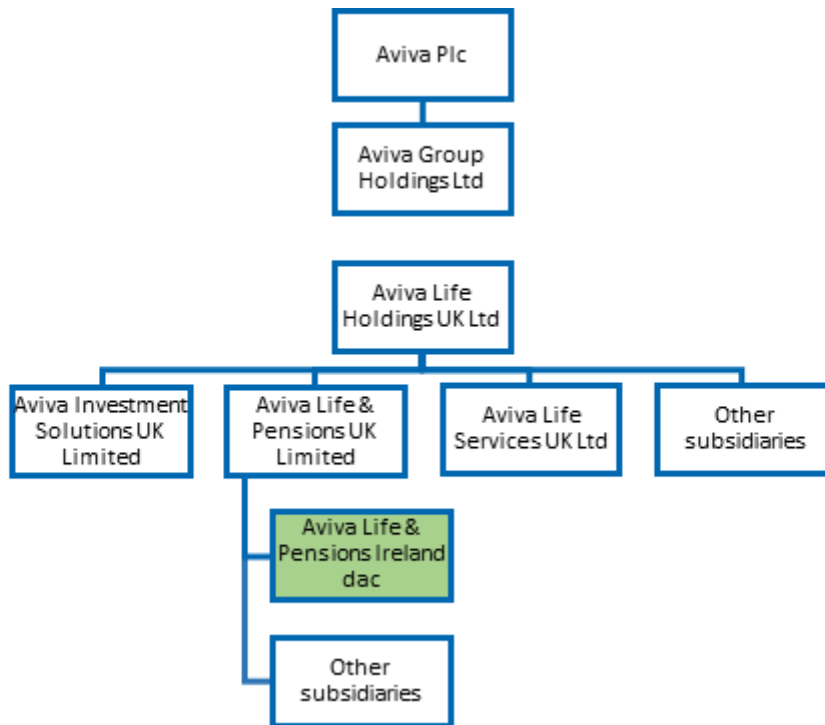 Aviva Plc
Aviva Group
Holdings Ltd
Aviva Life
Holdings UK Ltd
Aviva Investment
Solutions UK
Limited
Aviva Life &
Pensions UK
Limited
Aviva Life
Services UK Ltd
Other
subsidiaries
Aviva Life &
Pensions Ireland
dac
Other
subsidiaries